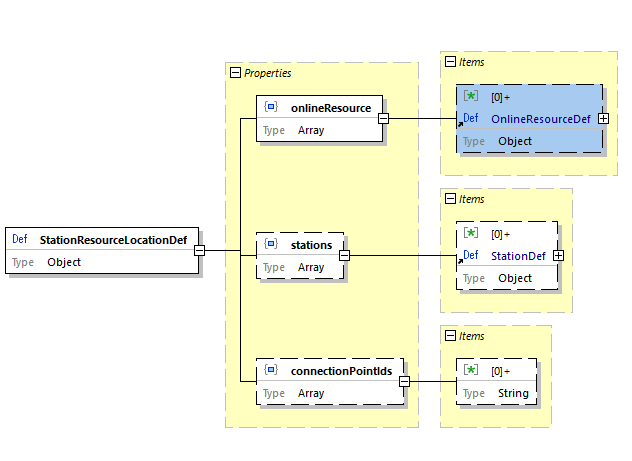 Properties
onlineResource
Type Array
Items
[0]+
Def OnlineResourceDef
Type Object
Def StationResourceLocationDef
Type Object
stations
Type Array
Items
[0]+
Def StationDef
Type Object
connectionPointIds
Type Array
Items
[0]+
Type String